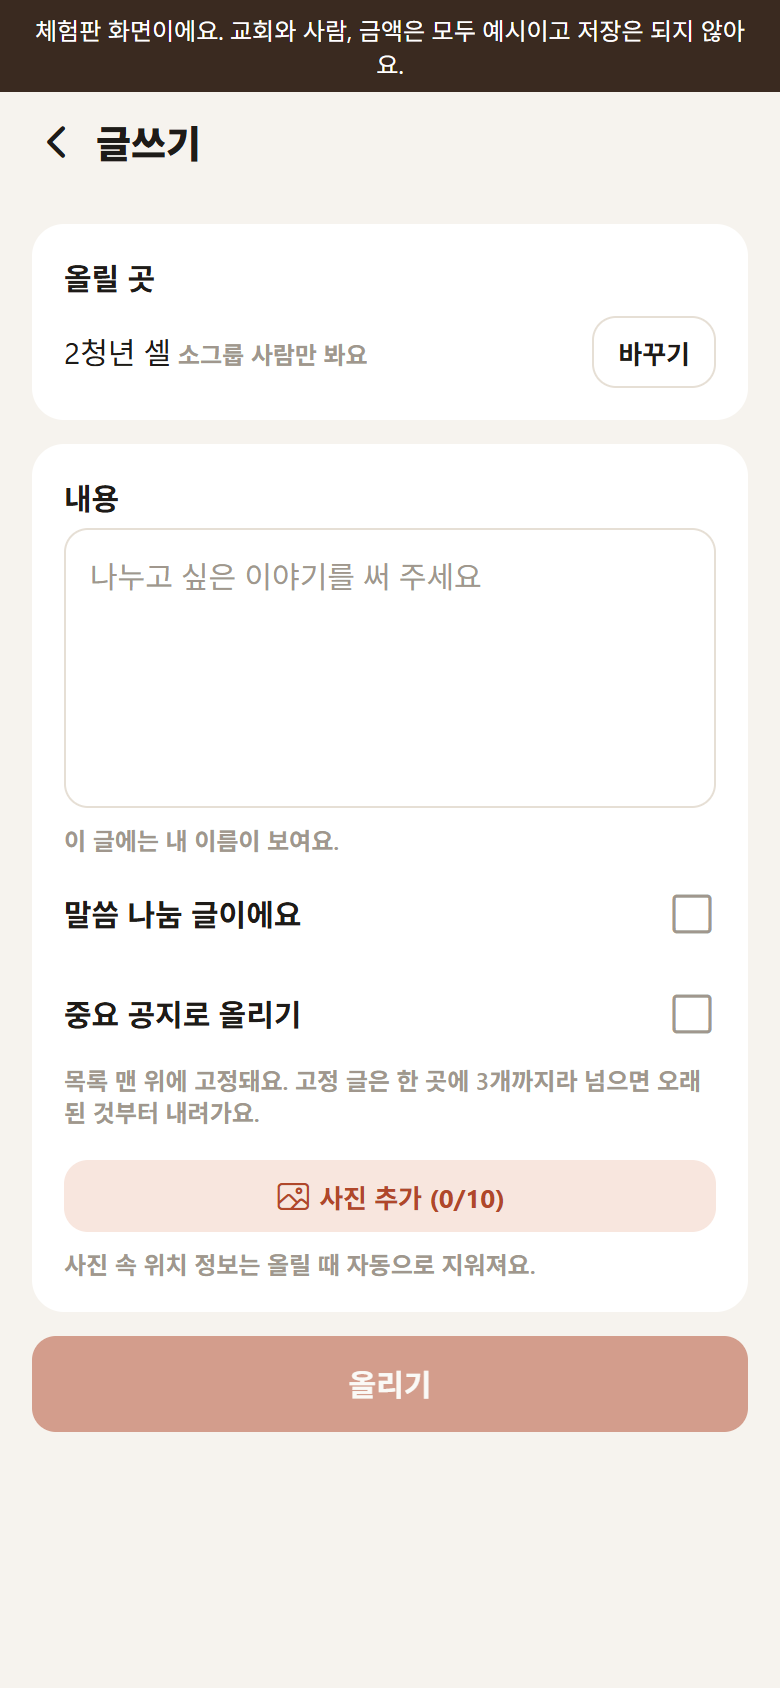 체험판 화면이에요. 교회와 사람, 금액은 모두 예시이고 저장은 되지 않아
요.
글쓰기
올릴 곳
2청년 셀 소그룹 사람만 봐요
바꾸기
내용
나누고 싶은 이야기를 써 주세요
이 글에는 내 이름이 보여요.
말씀 나눔 글이에요
중요 공지로 올리기
목록 맨 위에 고정돼요. 고정 글은 한 곳에 3개까지라 넘으면 오래
된 것부터 내려가요.
사진 추가 (0/10)
사진 속 위치 정보는 올릴 때 자동으로 지워져요.
올리기